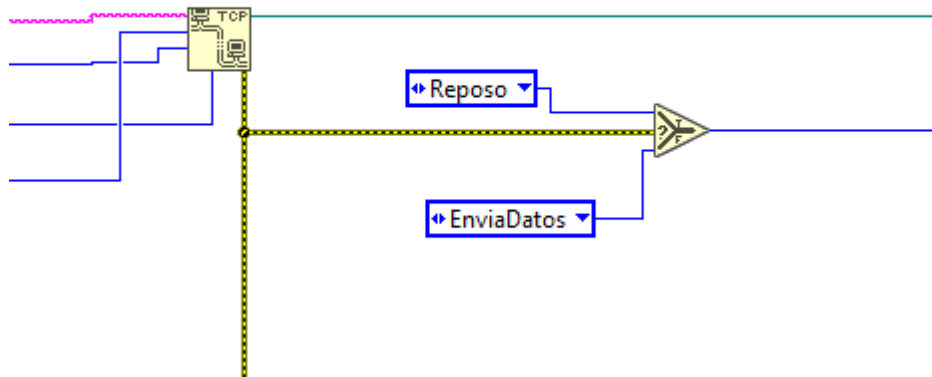 TCP
Reposo
?
T
F
EnviaDatos